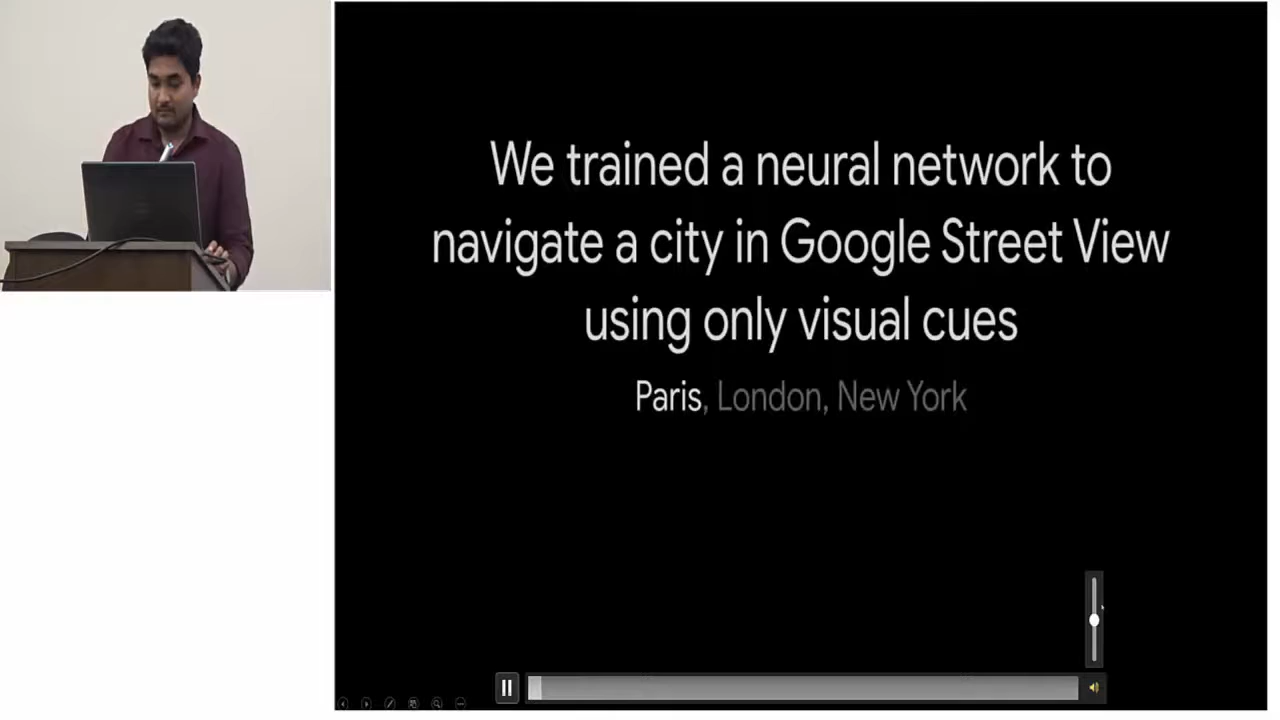 We trained a neural network to
navigate a city in Google Street View
using only visual cues
Paris, London, New York